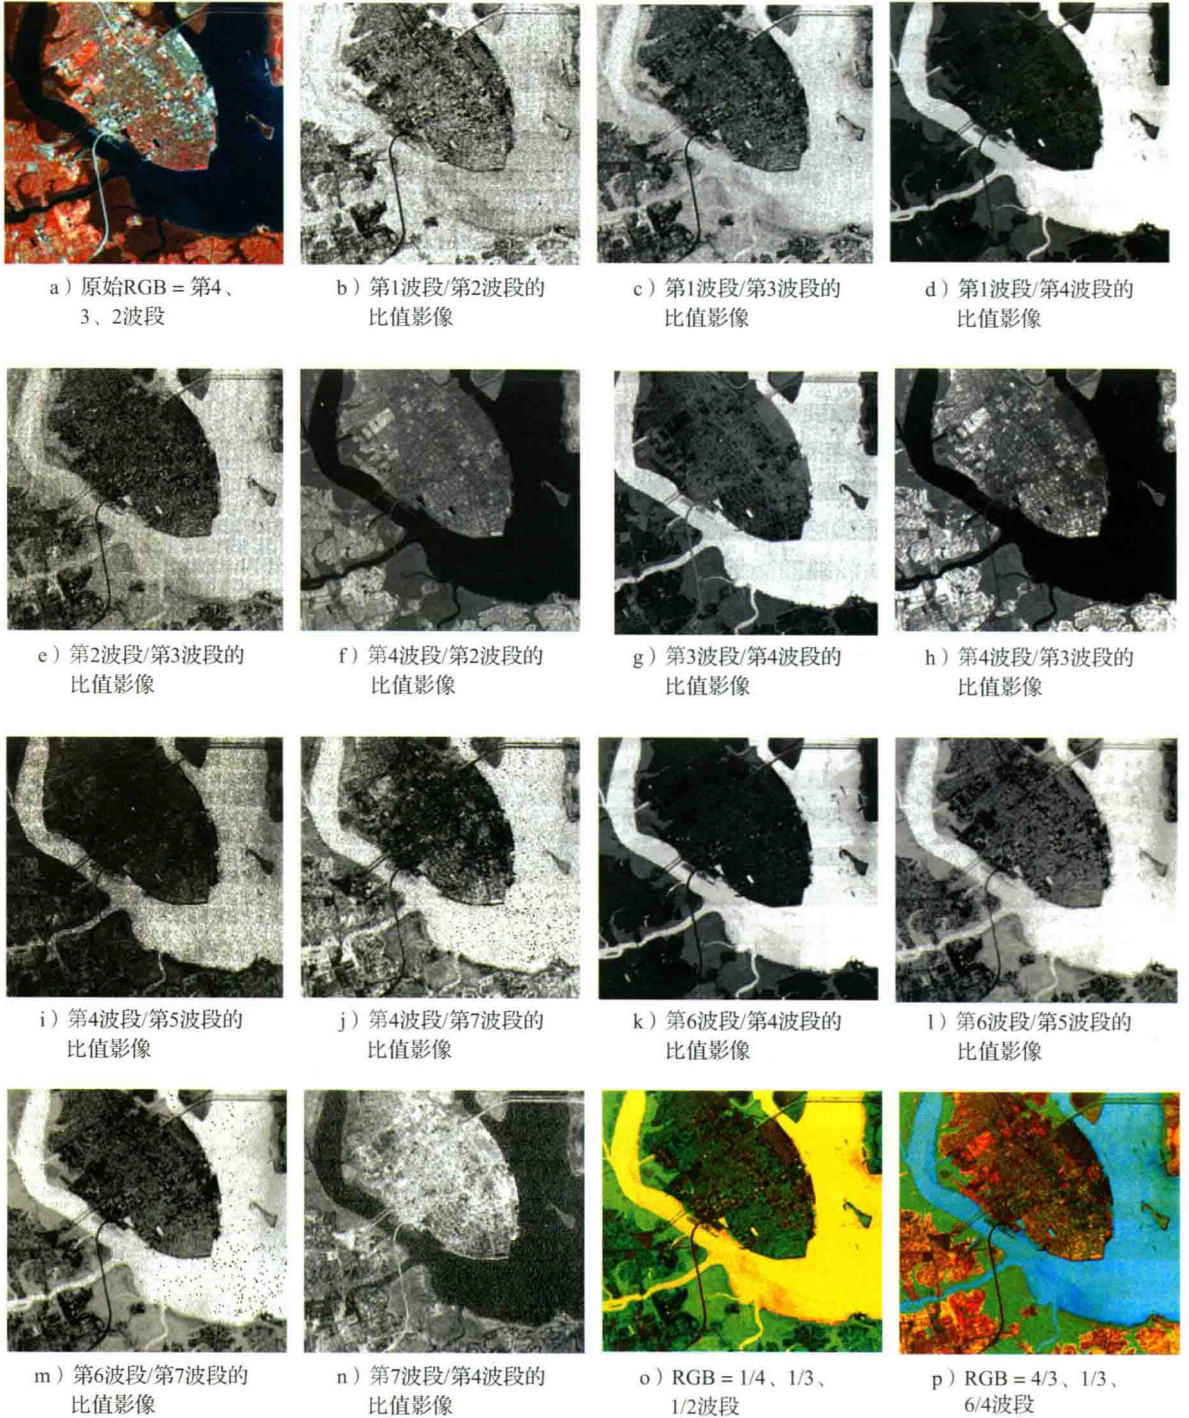 a）原始RGB = 第4、
3、2波段
b）第1波段/第2波段的
比值影像
c）第1波段/第3波段的
比值影像
d）第1波段/第4波段的
比值影像
e）第2波段/第3波段的
比值影像
f）第4波段/第2波段的
比值影像
g）第3波段/第4波段的
比值影像
h）第4波段/第3波段的
比值影像
i）第4波段/第5波段的
比值影像
j）第4波段/第7波段的
比值影像
k）第6波段/第4波段的
比值影像
l）第6波段/第5波段的
比值影像
m）第6波段/第7波段的
比值影像
n）第7波段/第4波段的
比值影像
o）RGB = 1/4、1/3、
1/2波段
p）RGB = 4/3、1/3、
6/4波段